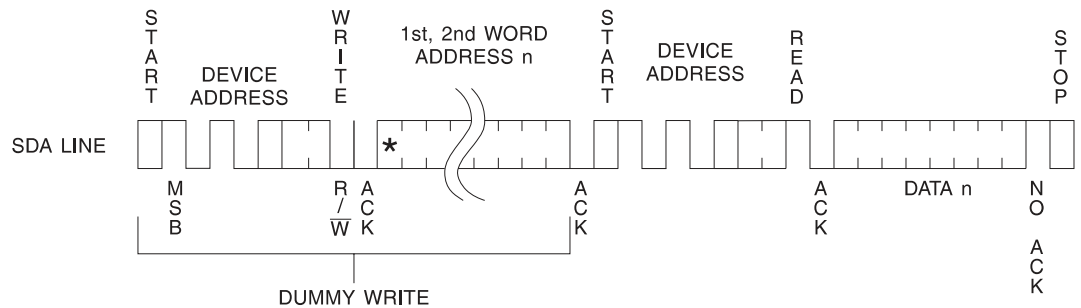 START
WRITE
START
READ
STOP
1st, 2nd WORD
ADDRESS n
DEVICE
ADDRESS
DEVICE
ADDRESS
SDA LINE
*
MSB
R/W̅
ACK
ACK
ACK
DATA n
NO ACK
DUMMY WRITE